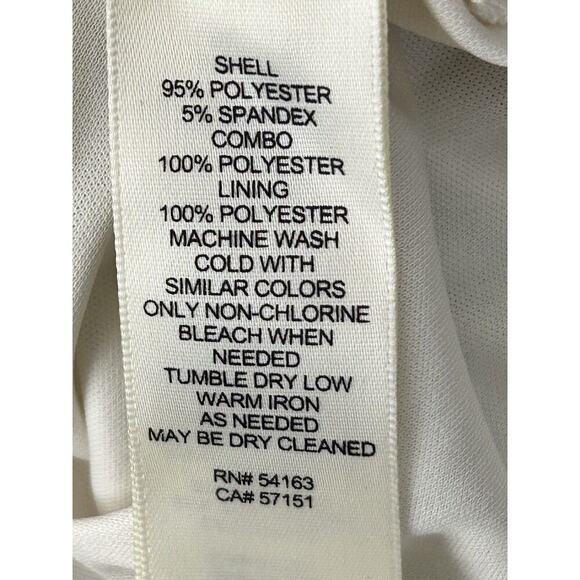 SHELL
95% POLYESTER
5% SPANDEX
COMBO
100% POLYESTER
LINING
100% POLYESTER
MACHINE WASH
COLD WITH
SIMILAR COLORS
ONLY NON-CHLORINE
BLEACH WHEN
NEEDED
TUMBLE DRY LOW
WARM IRON
AS NEEDED
MAY BE DRY CLEANED
RN# 54163
CA# 57151